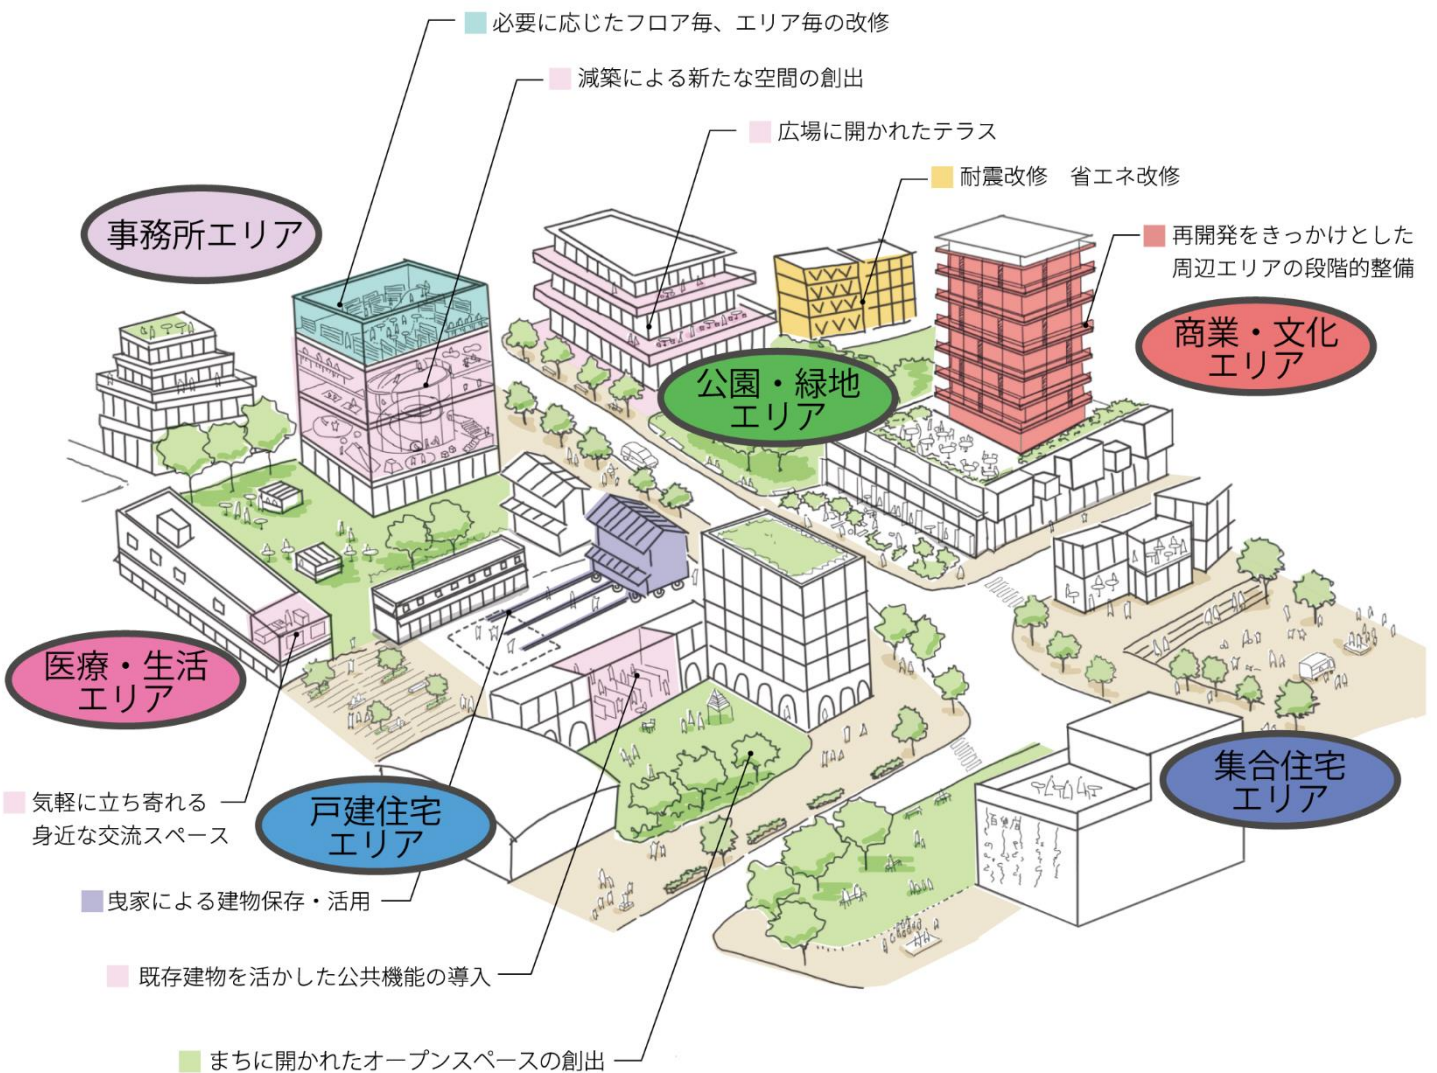 必要に応じたフロア毎、エリア毎の改修
減築による新たな空間の創出
広場に開かれたテラス
耐震改修　省エネ改修
事務所エリア
再開発をきっかけとした
周辺エリアの段階的整備
商業・文化
エリア
公園・緑地
エリア
医療・生活
エリア
集合住宅
エリア
気軽に立ち寄れる
身近な交流スペース
戸建住宅
エリア
曳家による建物保存・活用
既存建物を活かした公共機能の導入
まちに開かれたオープンスペースの創出